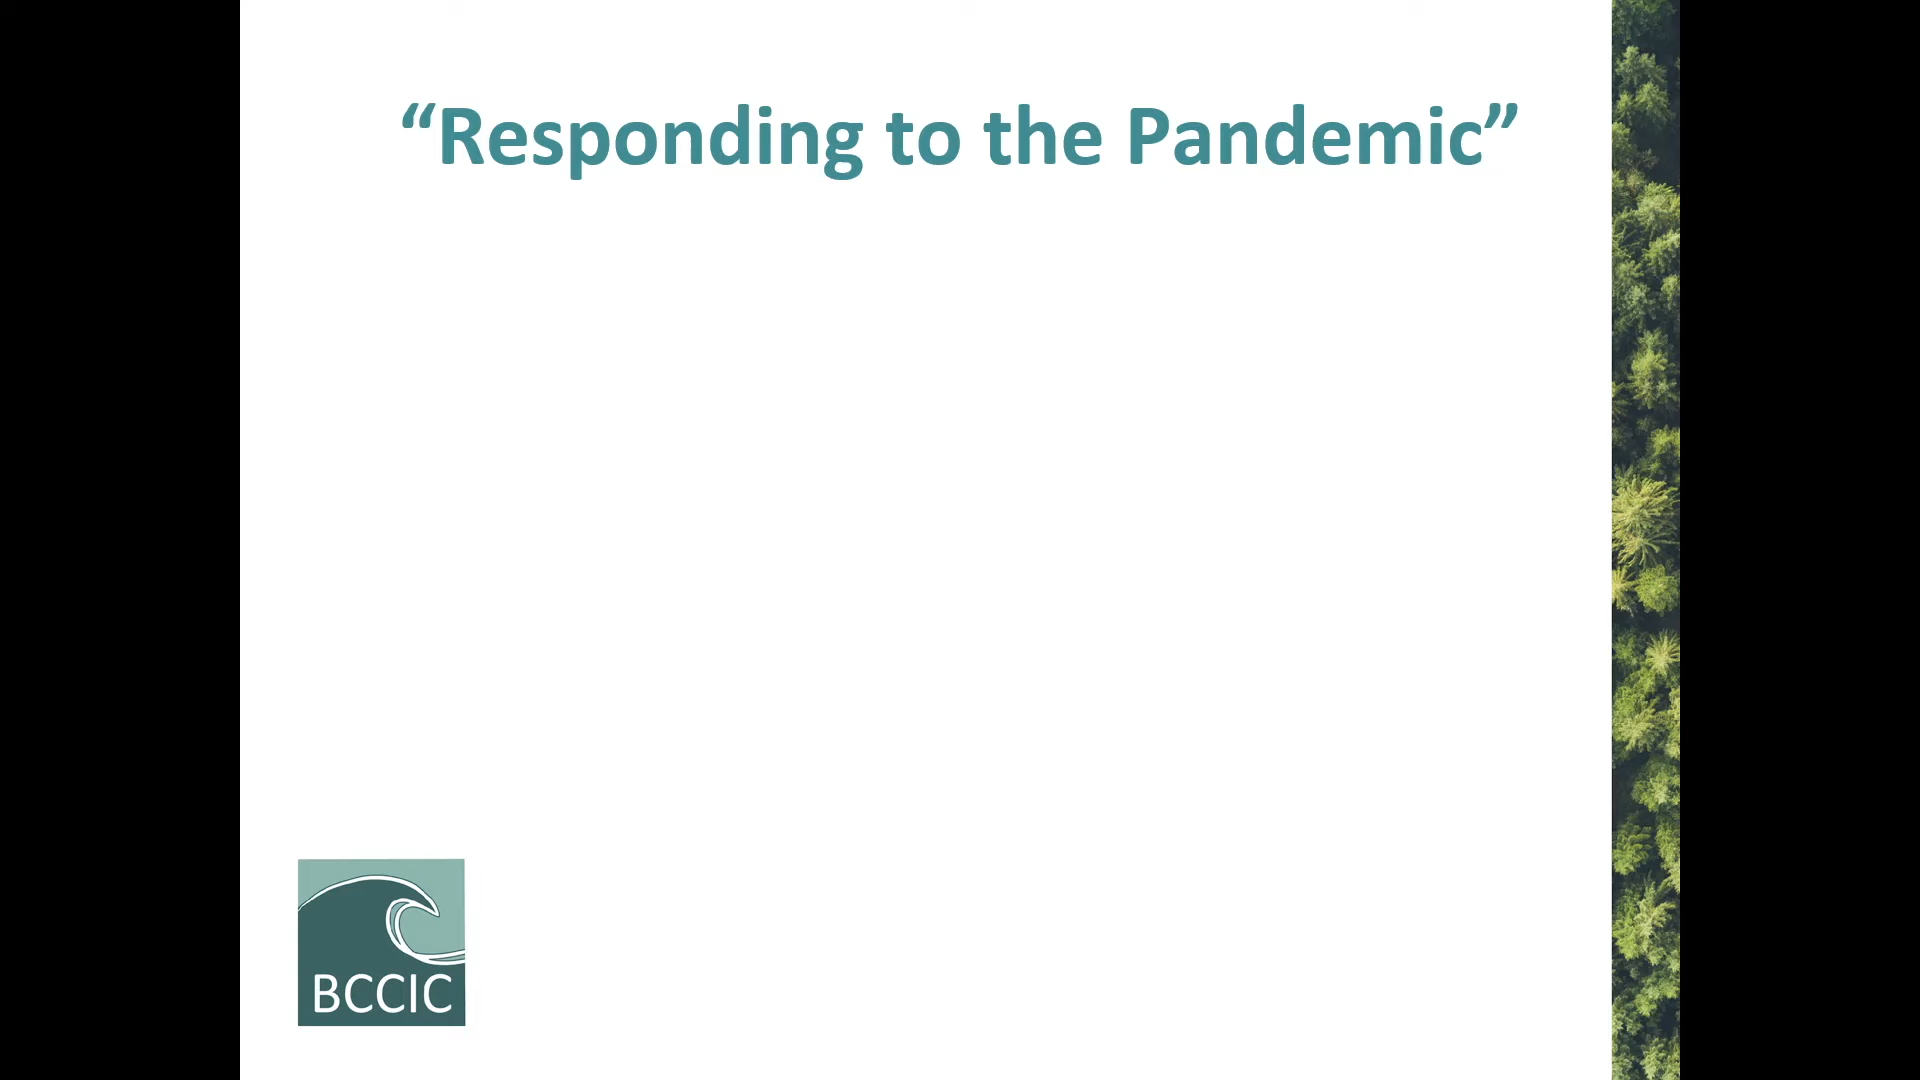 “Responding to the Pandemic”
BCCIC